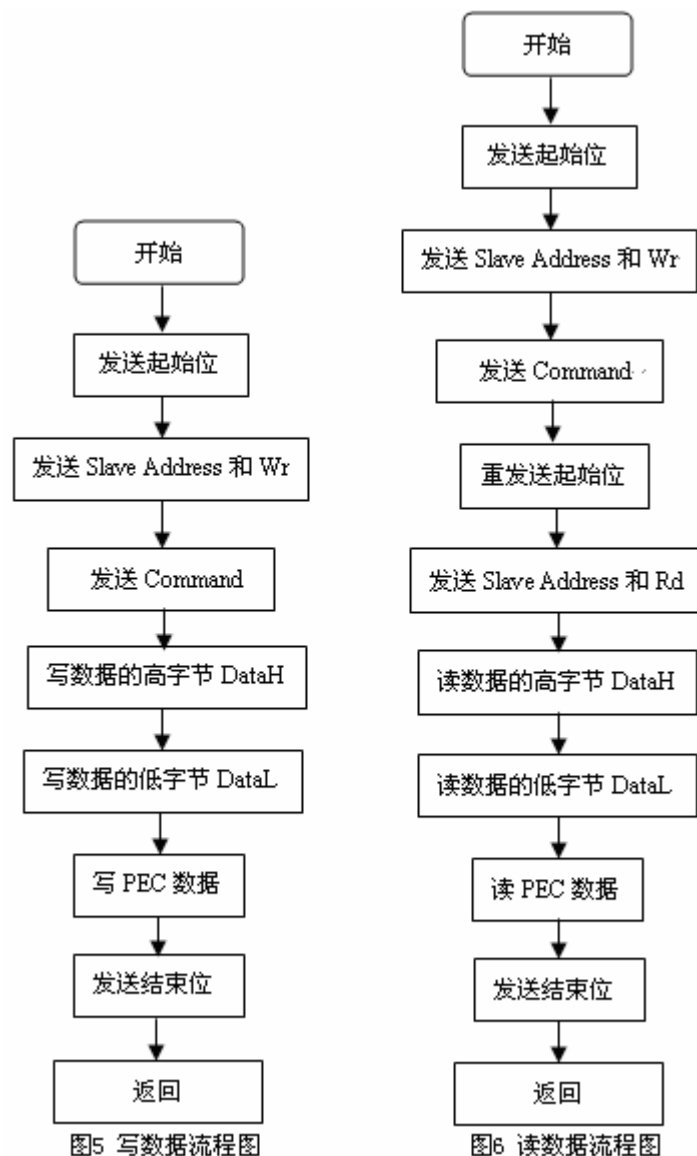 开始
发送起始位
发送 Slave Address 和 Wr
发送 Command
写数据的高字节 DataH
写数据的低字节 DataL
写 PEC 数据
发送结束位
返回
图5 写数据流程图
开始
发送起始位
发送 Slave Address 和 Wr
发送 Command
重发送起始位
发送 Slave Address 和 Rd
读数据的高字节 DataH
读数据的低字节 DataL
读 PEC 数据
发送结束位
返回
图6 读数据流程图